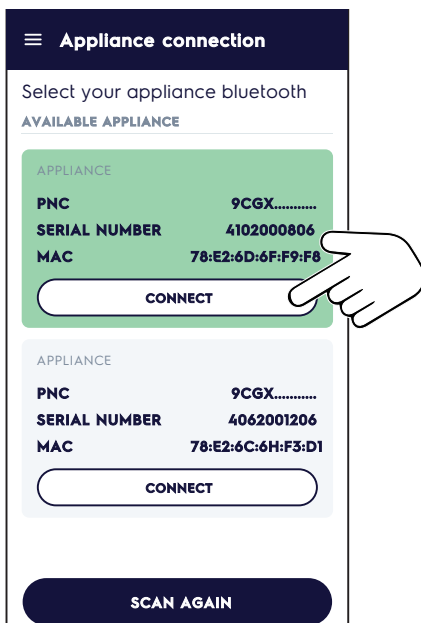 Appliance connection
Select your appliance bluetooth
AVAILABLE APPLIANCE
APPLIANCE
PNC 9CGX...........
SERIAL NUMBER 4102000806
MAC 78:E2:6D:6F:F9:F8
CONNECT
APPLIANCE
PNC 9CGX...........
SERIAL NUMBER 4062001206
MAC 78:E2:6C:6H:F3:D1
CONNECT
SCAN AGAIN